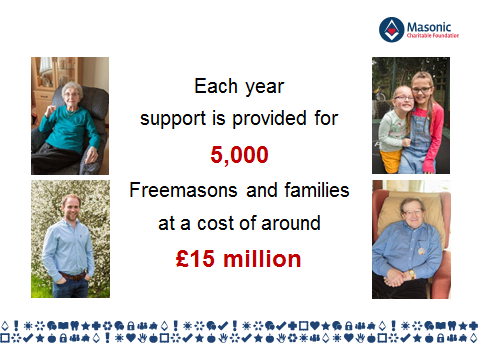 Masonic
Charitable Foundation
Each year
support is provided for
5,000
Freemasons and families
at a cost of around
£15 million